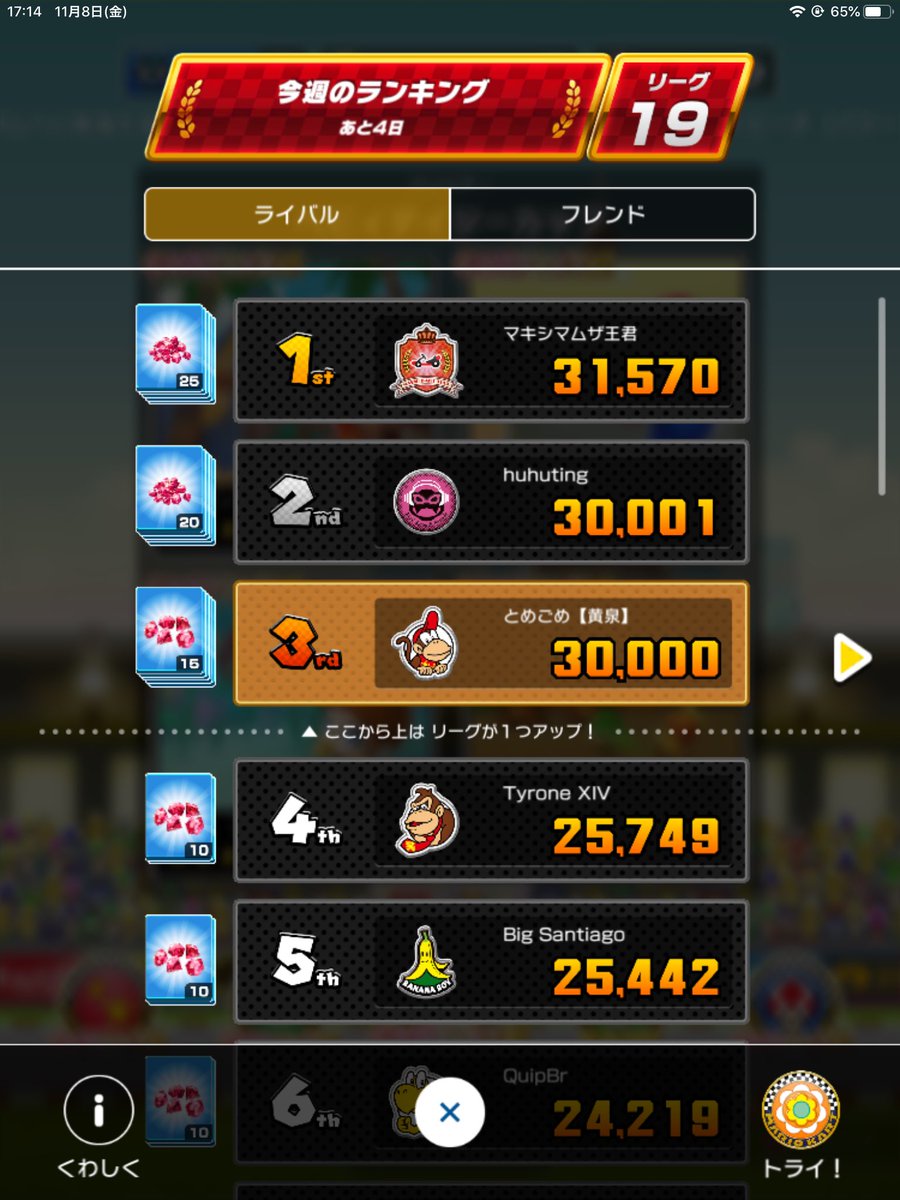 17:14 11月8日(金) 65%
今週のランキング
あと4日
リーグ
19
ライバル
フレンド
25
1st
マキシマムザ王君
31,570
20
2nd
huhuting
30,001
15
3rd
とめごめ【黄泉】
30,000
▲ ここから上は リーグが1つアップ！
10
4th
Tyrone XIV
25,749
10
5th
Big Santiago
BANANA BOY
25,442
10
6th
QuipBr
24,219
くわしく
MARIO KART
トライ！